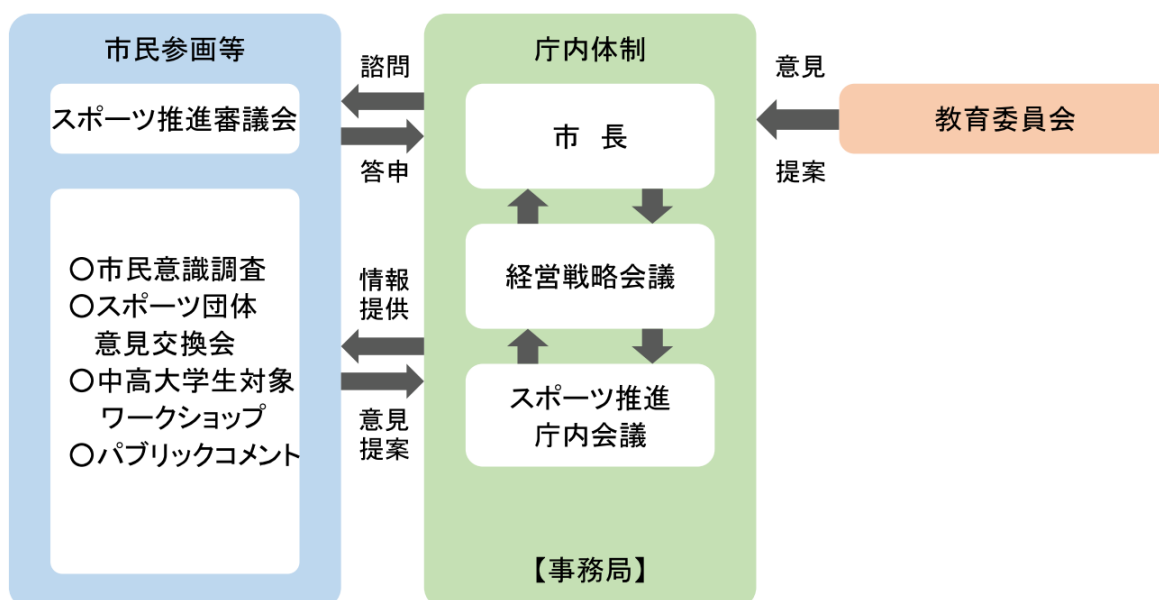 市民参画等
スポーツ推進審議会
〇市民意識調査
〇スポーツ団体
意見交換会
〇中高大学生対象
ワークショップ
〇パブリックコメント
諮問
答申
情報
提供
意見
提案
庁内体制
市 長
経営戦略会議
スポーツ推進
庁内会議
【事務局】
意見
提案
教育委員会